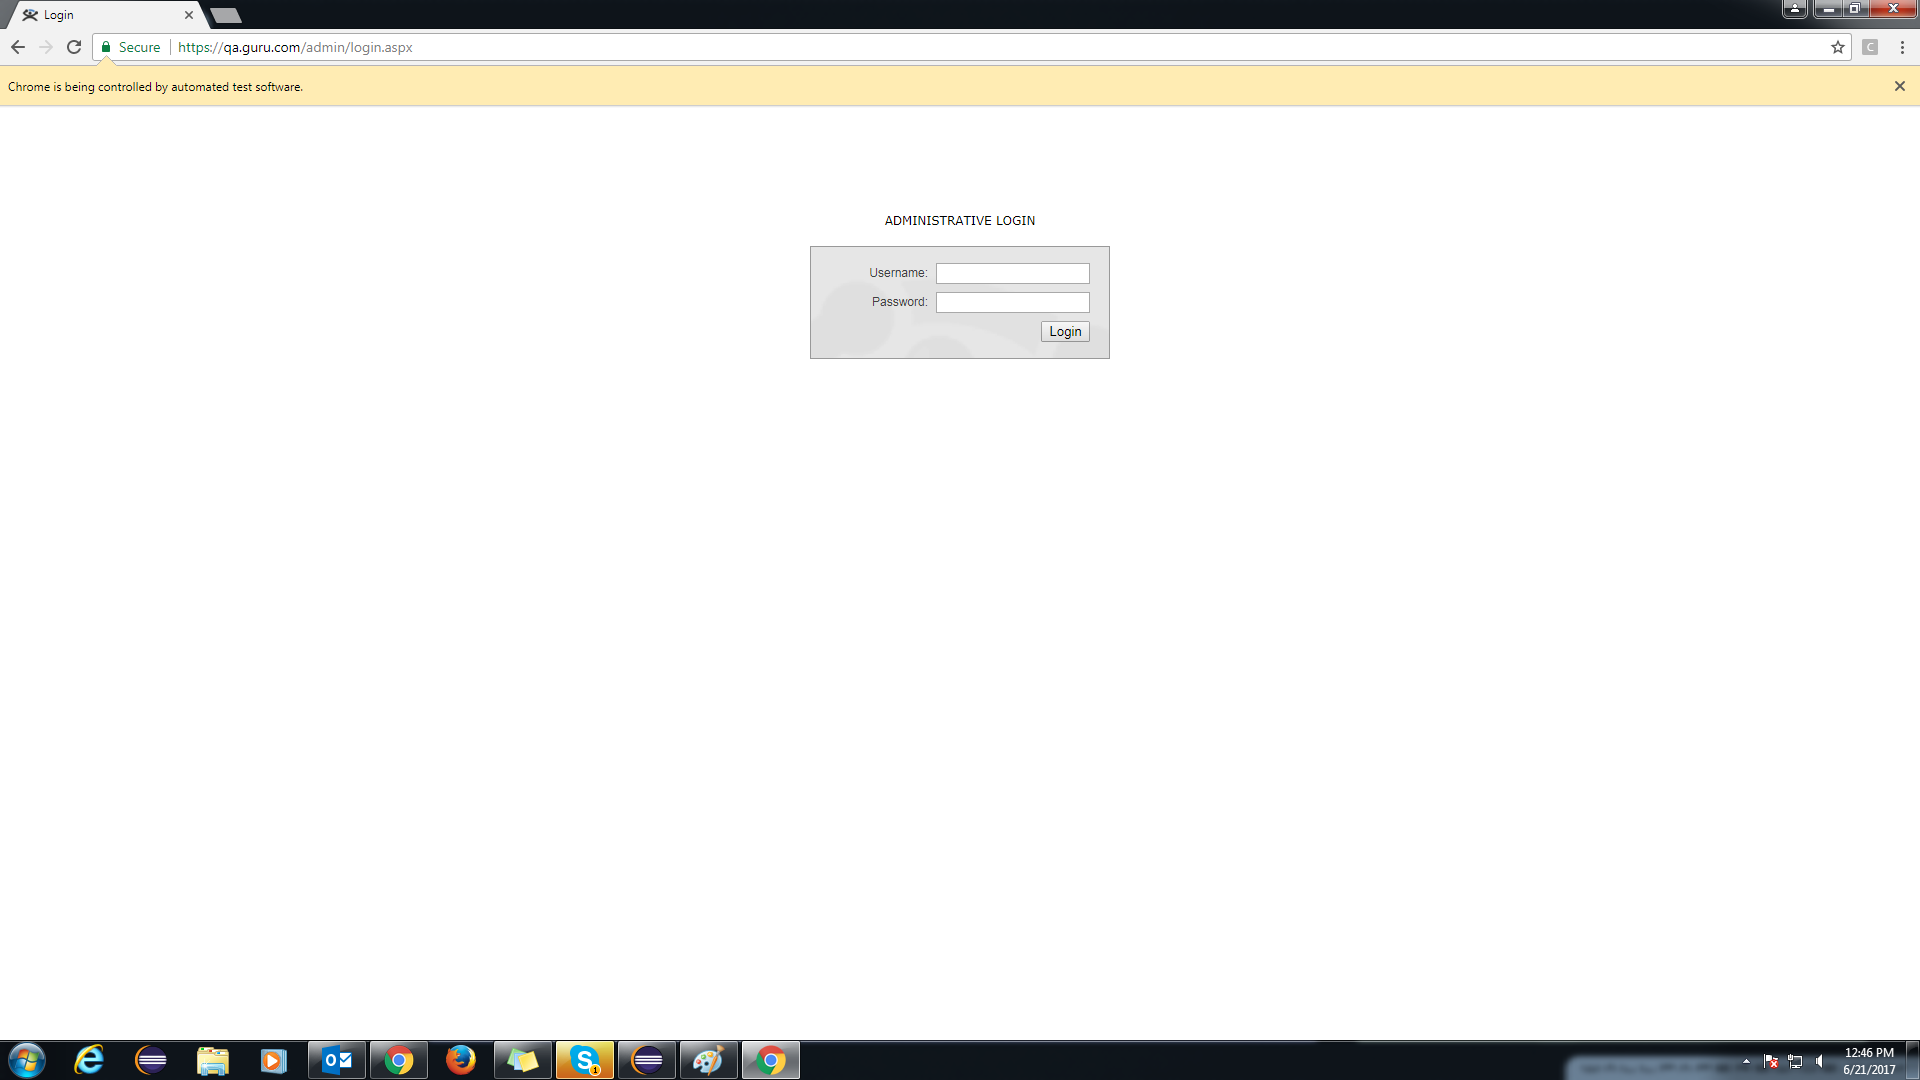 Login
Secure
https://qa.guru.com/admin/login.aspx
C
Chrome is being controlled by automated test software.
ADMINISTRATIVE LOGIN
Username:
Password:
Login
1
12:46 PM
6/21/2017